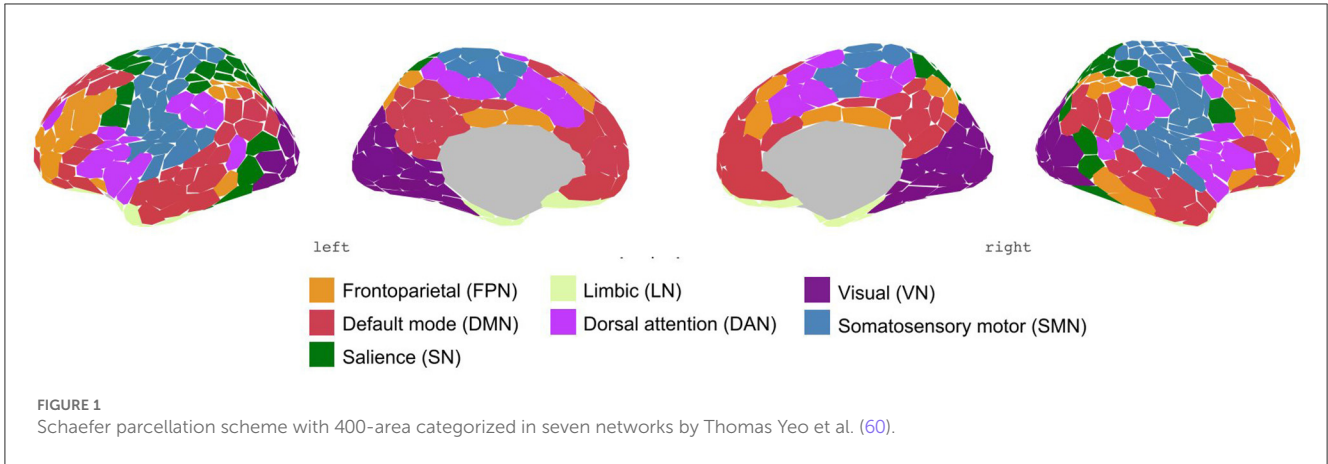 left
right
Frontoparietal (FPN)
Limbic (LN)
Visual (VN)
Default mode (DMN)
Dorsal attention (DAN)
Somatosensory motor (SMN)
Salience (SN)
FIGURE 1
Schaefer parcellation scheme with 400-area categorized in seven networks by Thomas Yeo et al. (60).